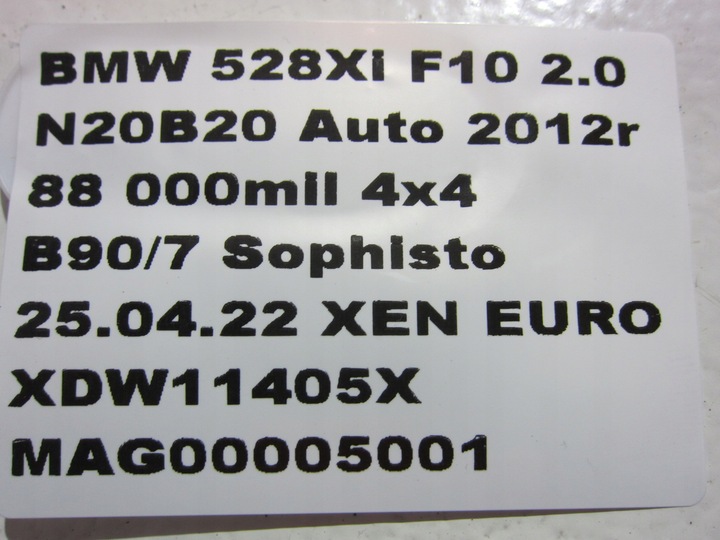 BMW 528Xi F10 2.0
N20B20 Auto 2012r
88 000mil 4x4
B90/7 Sophisto
25.04.22 XEN EURO
XDW11405X
MAG00005001